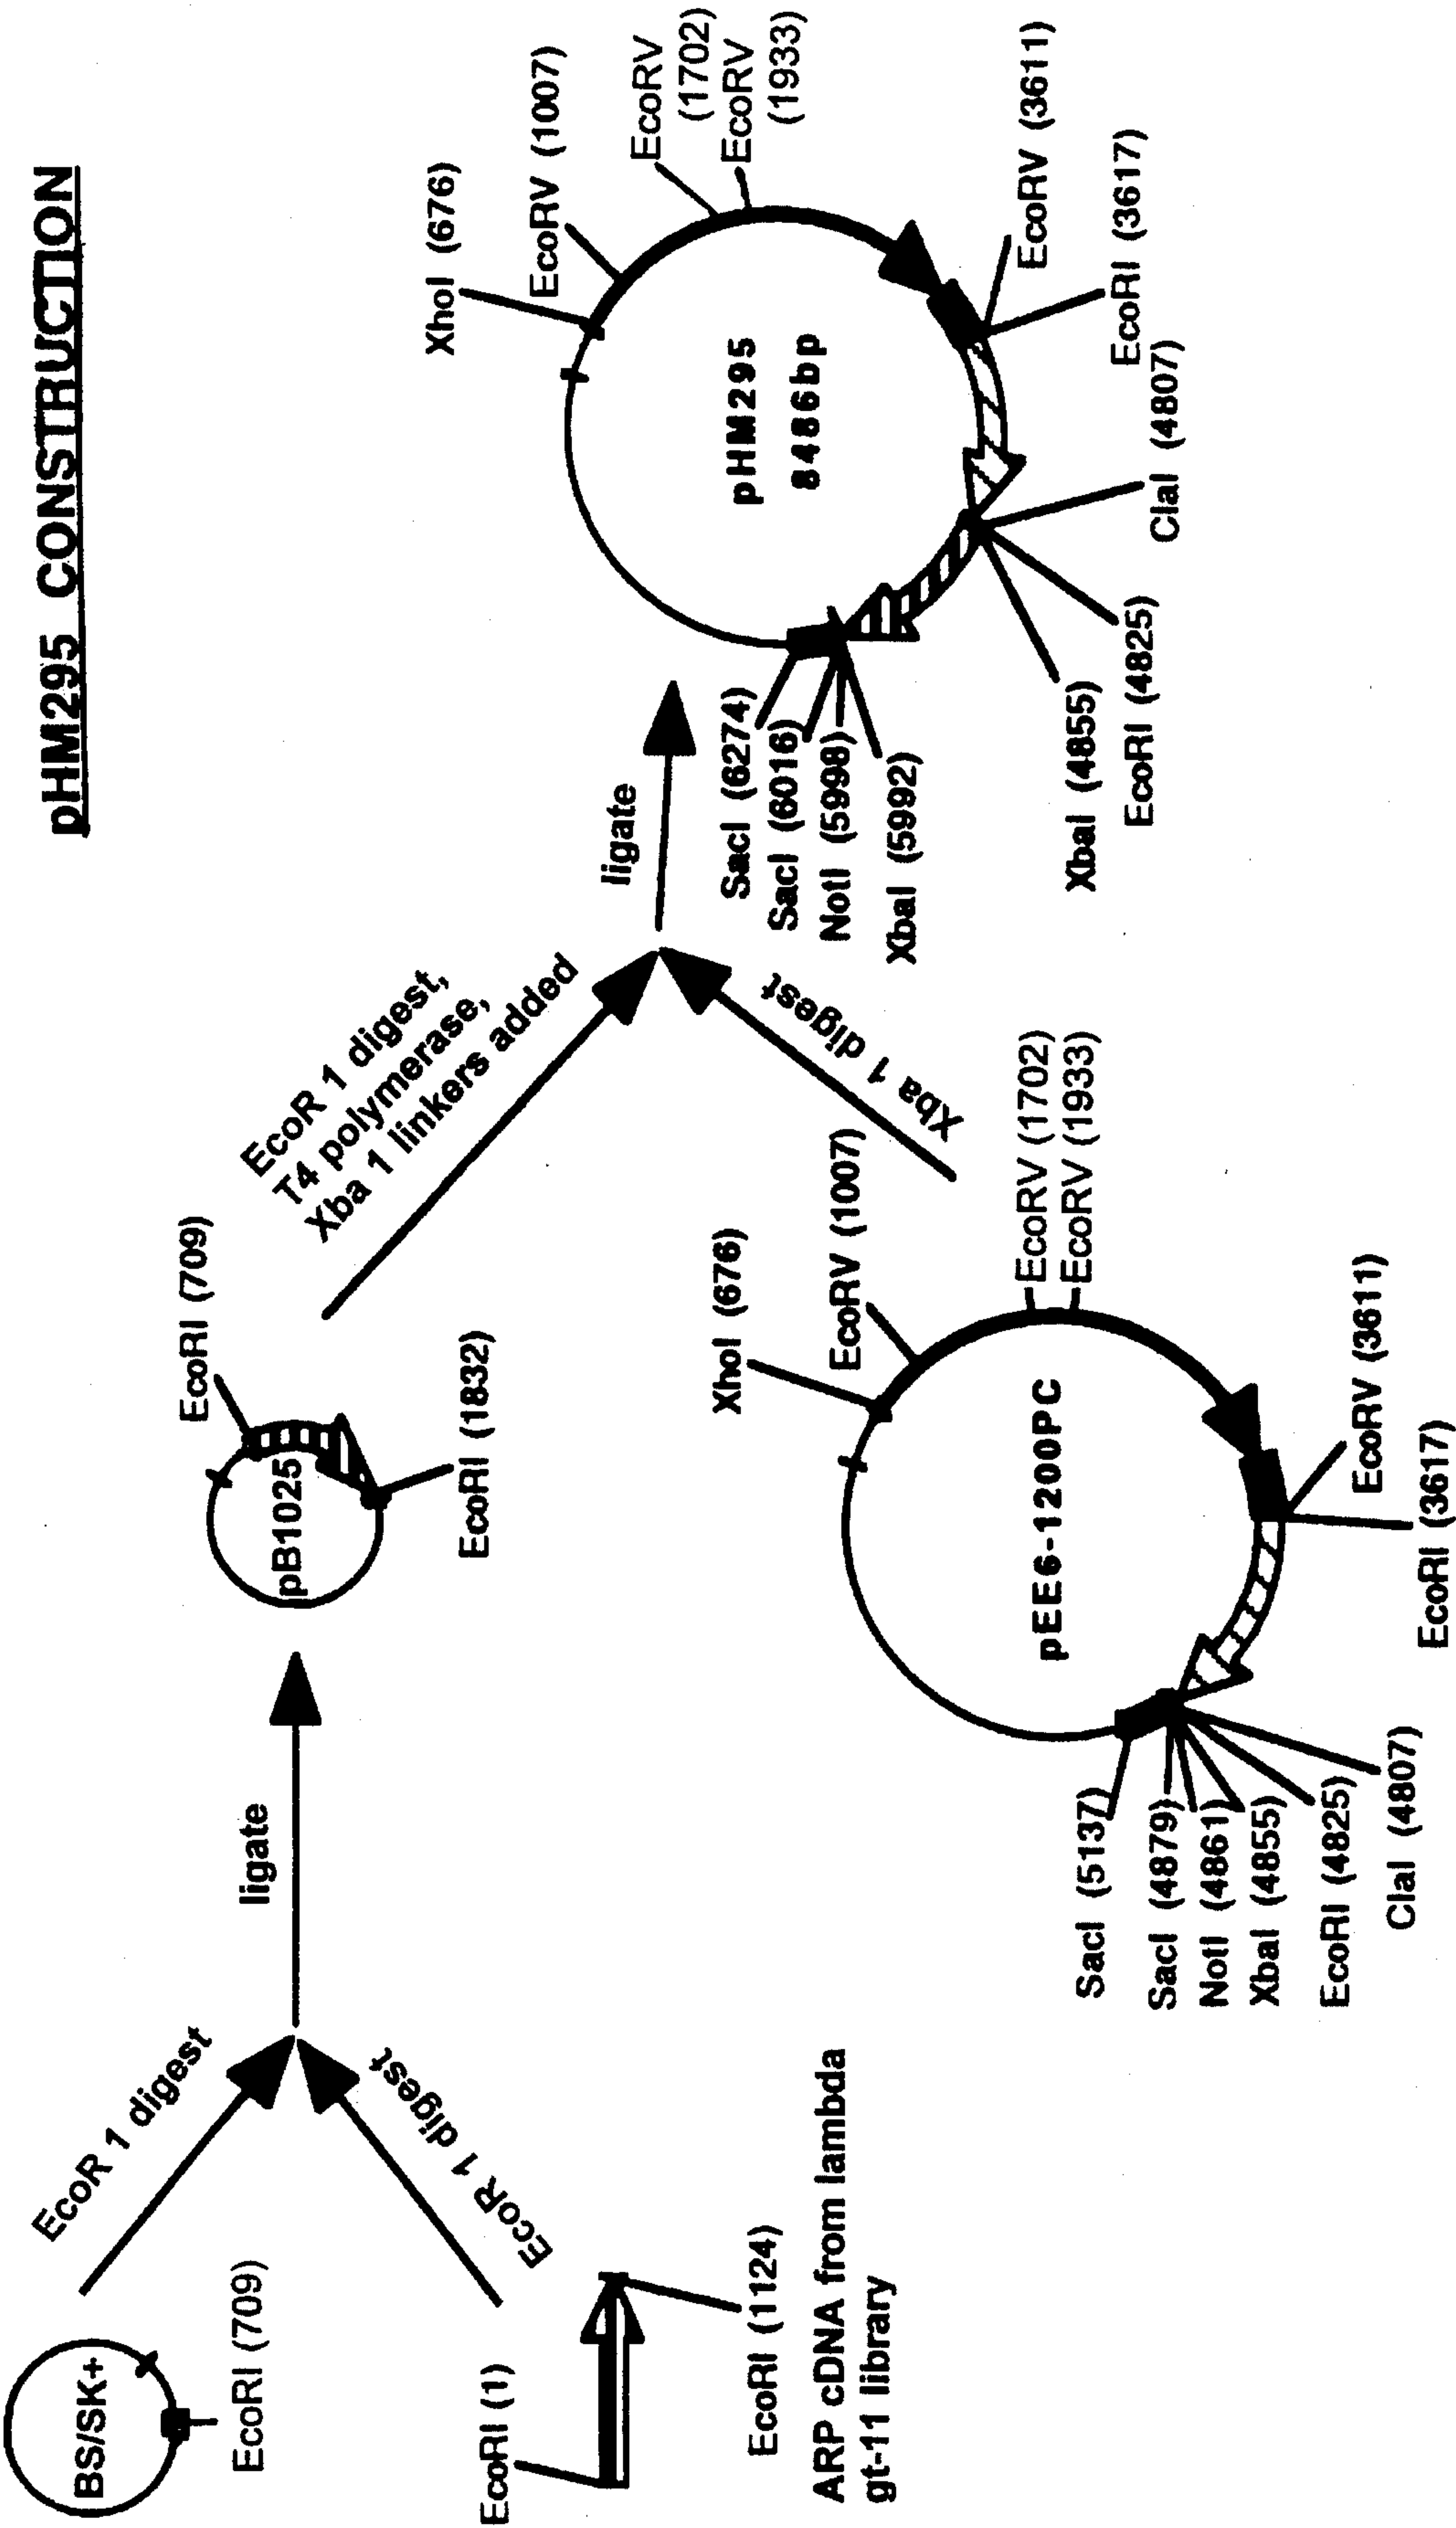 pHM295 CONSTRUCTION
BS/SK+
EcoRI (709)
EcoR 1 digest
EcoRI (1)
EcoR 1 digest
EcoRI (1124)
ARP cDNA from lambda
gt-11 library
ligate
EcoRI (709)
pB1025
EcoRI (1832)
EcoR 1 digest,
T4 polymerase,
Xba 1 linkers added
XhoI (676)
EcoRV (1007)
EcoRV (1702)
EcoRV (1933)
pEE6-1200PC
EcoRV (3611)
EcoRI (3617)
SacI (5137)
SacI (4879)
NotI (4861)
XbaI (4855)
EcoRI (4825)
ClaI (4807)
Xba 1 digest
ligate
XhoI (676)
EcoRV (1007)
EcoRV
(1702)
EcoRV
(1933)
pHM295
8486bp
EcoRV (3611)
EcoRI (3617)
ClaI (4807)
SacI (6274)
SacI (6016)
NotI (5998)
XbaI (5992)
XbaI (4855)
EcoRI (4825)